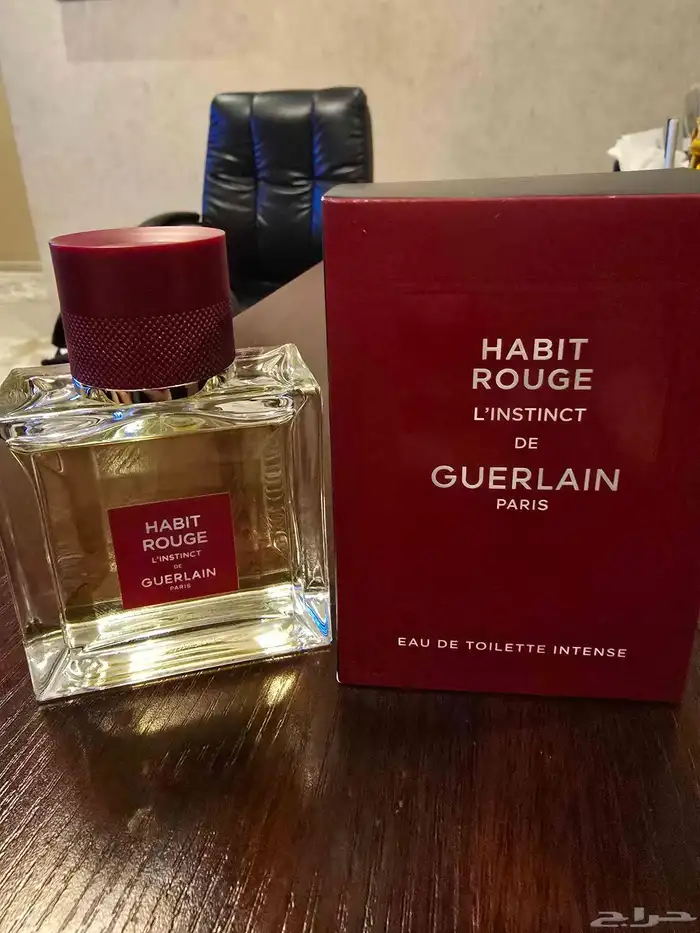 HABIT
ROUGE
L'INSTINCT
DE
GUERLAIN
PARIS
HABIT
ROUGE
L'INSTINCT
DE
GUERLAIN
PARIS
EAU DE TOILETTE INTENSE
حراج